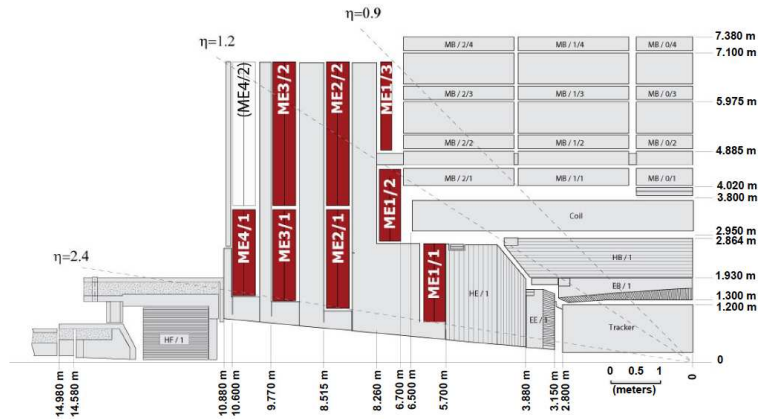 η=0.9
η=1.2
η=2.4
(ME4/2)
ME3/2
ME2/2
ME1/3
ME1/2
ME4/1
ME3/1
ME2/1
ME1/1
MB / 2/4
MB / 1/4
MB / 0/4
MB / 2/3
MB / 1/3
MB / 0/3
MB / 2/2
MB / 1/2
MB / 0/2
MB / 2/1
MB / 1/1
MB / 0/1
Coil
HB / 1
EB / 1
HE / 1
EE / 1
Tracker
HF / 1
7.380 m
7.100 m
5.975 m
4.885 m
4.020 m
3.800 m
2.950 m
2.864 m
1.930 m
1.300 m
1.200 m
0
14.980 m
14.580 m
10.880 m
10.600 m
9.770 m
8.515 m
8.260 m
6.700 m
6.500 m
5.700 m
3.880 m
3.150 m
2.800 m
0
0 0.5 1
(meters)